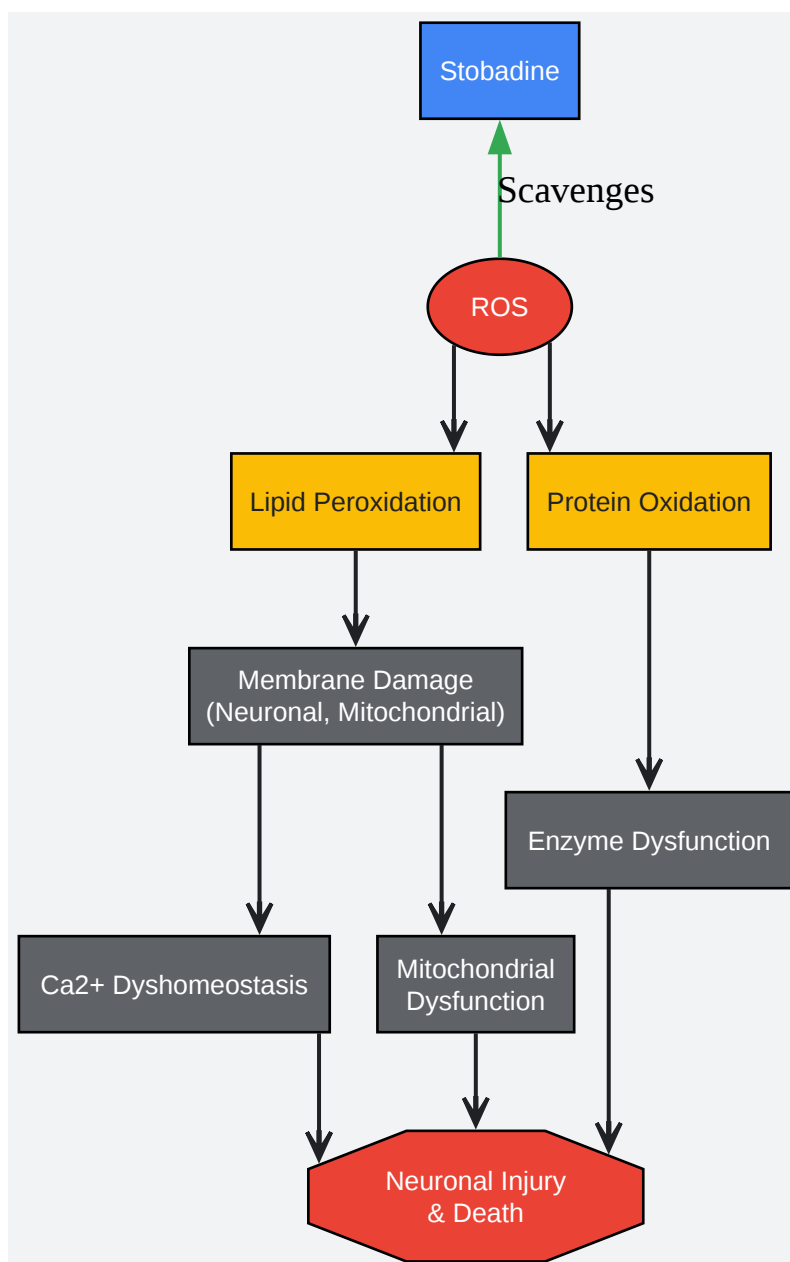 Stobadine
Scavenges
ROS
Lipid Peroxidation
Protein Oxidation
Membrane Damage
(Neuronal, Mitochondrial)
Enzyme Dysfunction
Ca2+ Dyshomeostasis
Mitochondrial
Dysfunction
Neuronal Injury
& Death